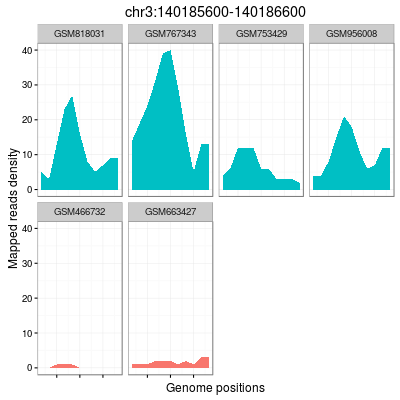 chr3:140185600-140186600
GSM818031 GSM767343 GSM753429 GSM956008
40
30
20
10
0
GSM466732 GSM663427
40
30
20
10
0
Mapped reads density
Genome positions